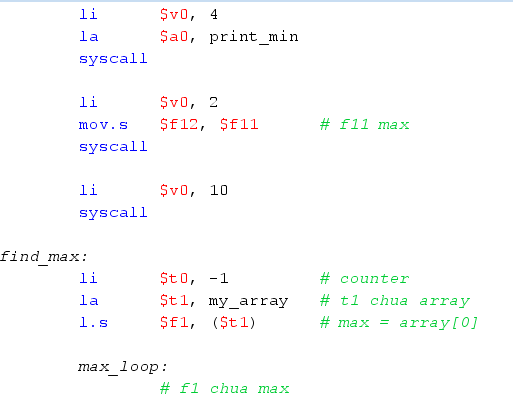 li $v0, 4
la $a0, print_min
syscall
li $v0, 2
mov.s $f12, $f11 # f11 max
syscall
li $v0, 10
syscall
find_max:
li $t0, -1 # counter
la $t1, my_array # t1 chua array
l.s $f1, ($t1) # max = array[0]
max_loop:
# f1 chua max